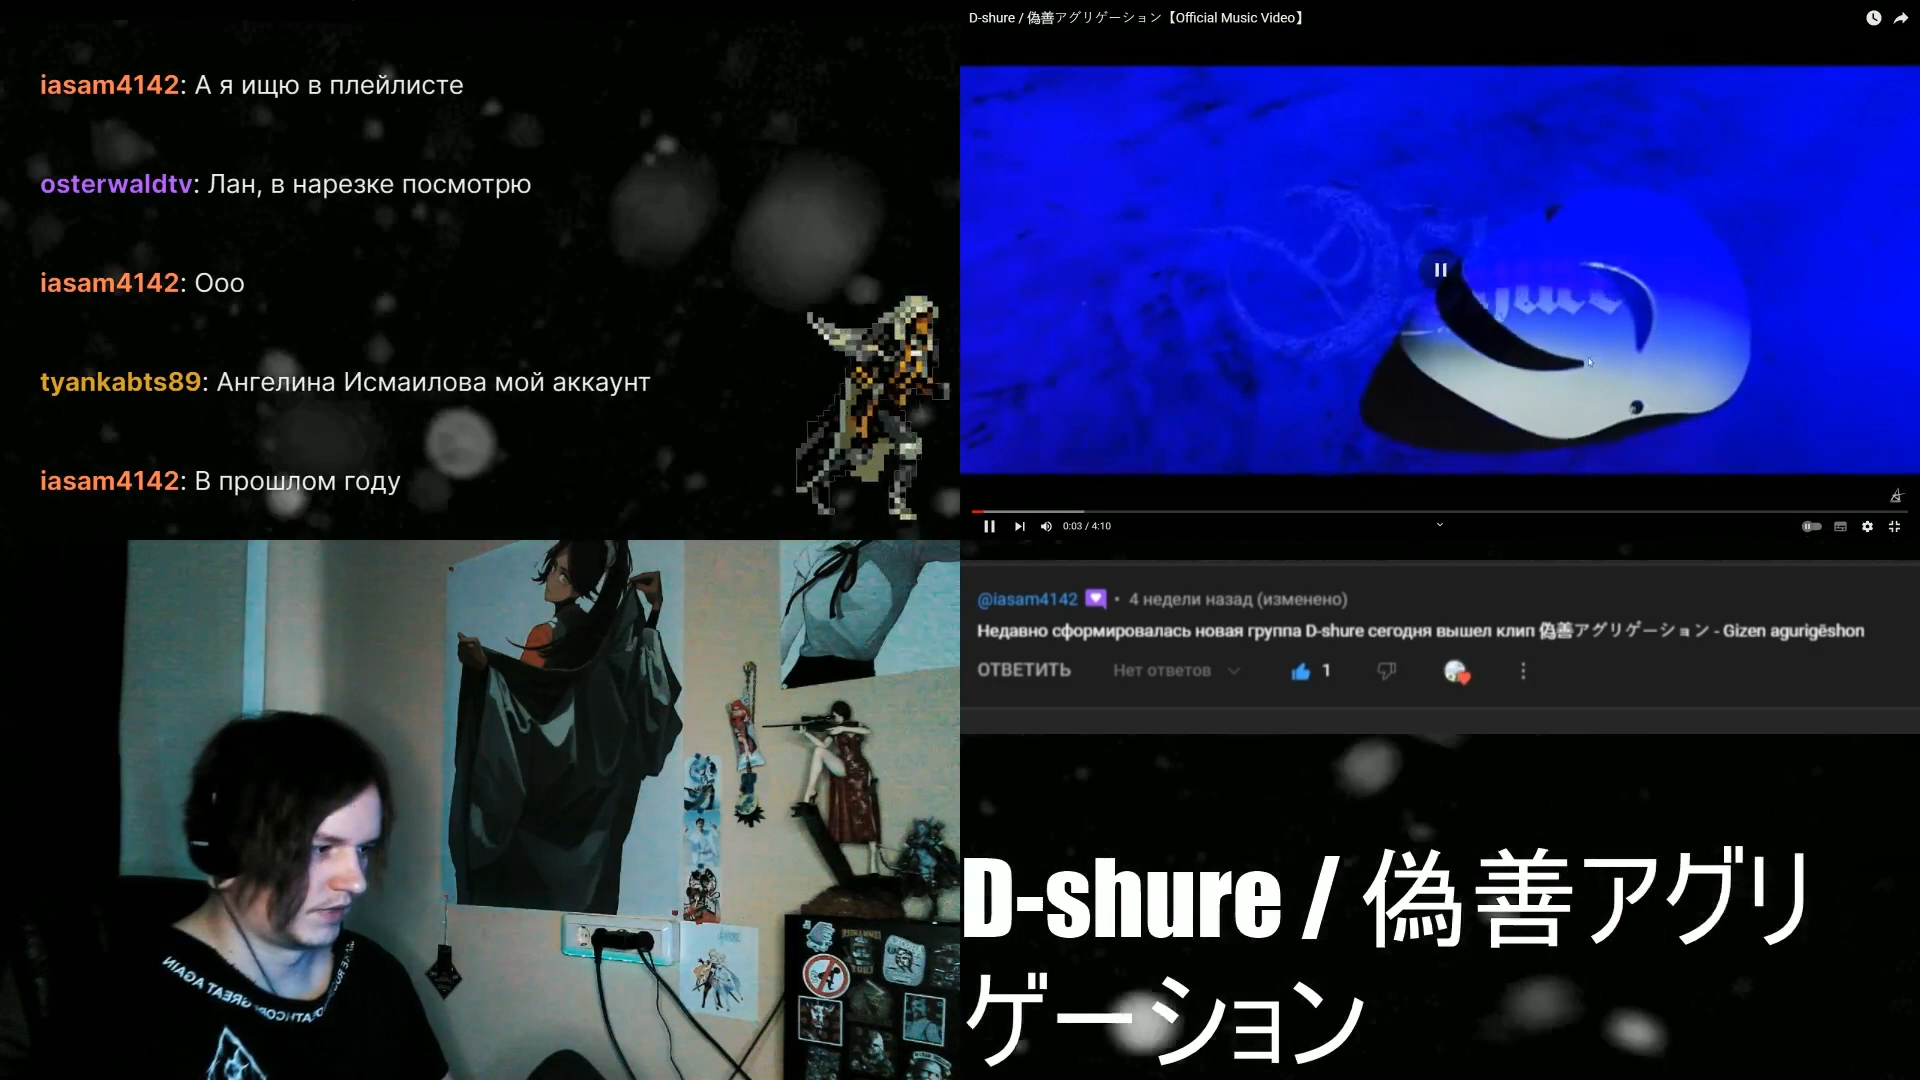 iasam4142: А я ищю в плейлисте
osterwaldtv: Лан, в нарезке посмотрю
iasam4142: Ооо
tyankabts89: Ангелина Исмаилова мой аккаунт
iasam4142: В прошлом году
D-shure / 偽善アグリゲーション【Official Music Video】
0:03 / 4:10
@iasam4142 • 4 недели назад (изменено)
Недавно сформировалась новая группа D-shure сегодня вышел клип 偽善アグリゲーション - Gizen agurigēshon
ОТВЕТИТЬ Нет ответов 1
D-shure / 偽善アグリ
ゲーション